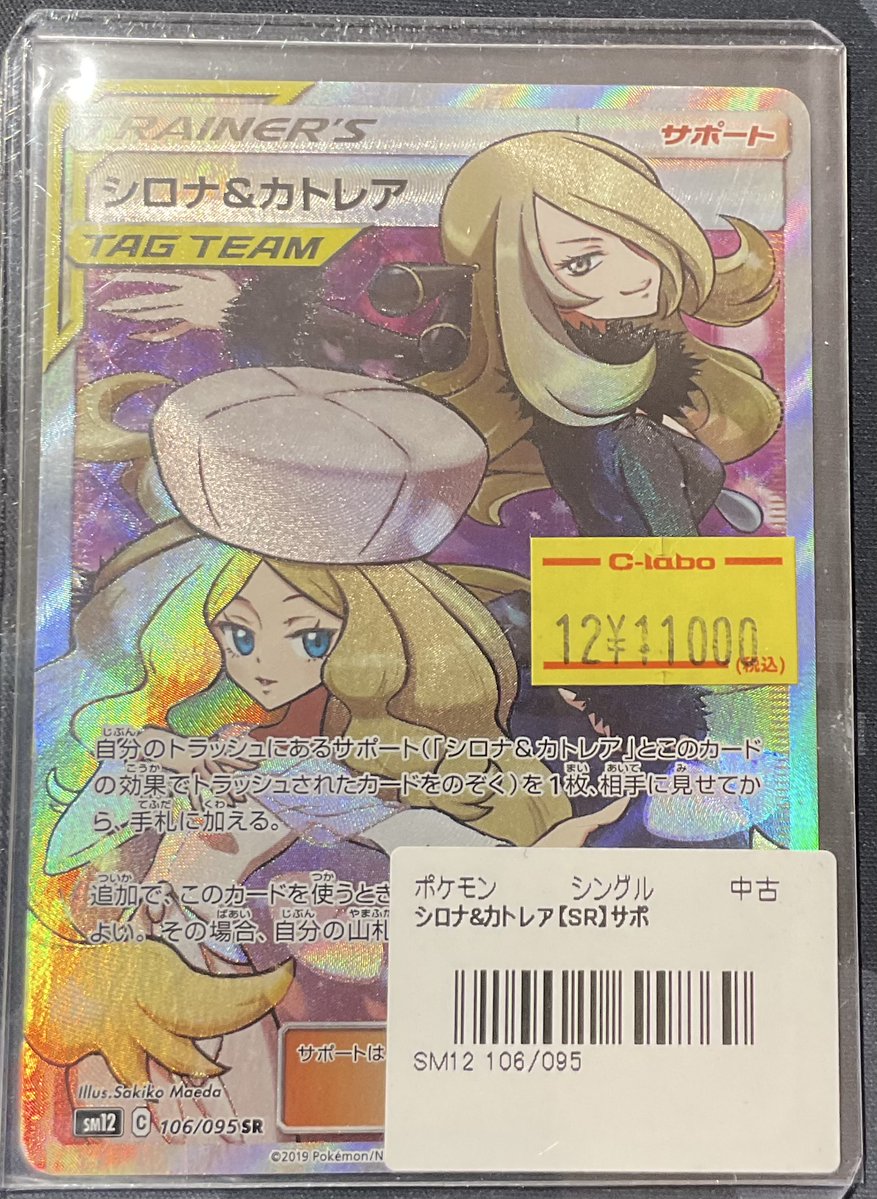 TRAINER'S
サポート
シロナ&カトレア
TAG TEAM
C-labo
12¥11000
(税込)
自分のトラッシュにあるサポート(「シロナ&カトレア」とこのカード
の効果でトラッシュされたカードをのぞく)を1枚、相手に見せてか
ら、手札に加える。
追加で、このカードを使うとき
よい。その場合、自分の山札
ポケモン シングル 中古
シロナ&カトレア【SR】サポ
SM12 106/095
サポートは
Illus. Sakiko Maeda
SM12 C 106/095 SR
©2019 Pokémon/N